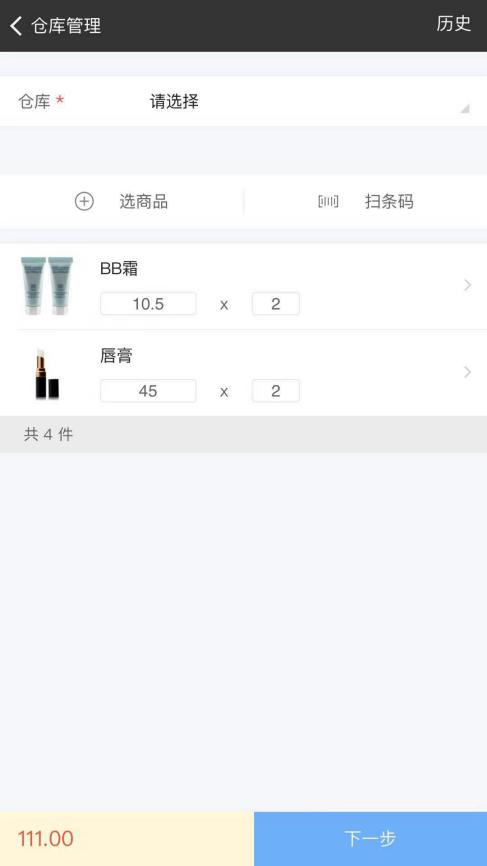 仓库管理 历史
仓库 * 请选择
选商品 扫条码
BB霜
10.5 x 2
唇膏
45 x 2
共 4 件
111.00 下一步